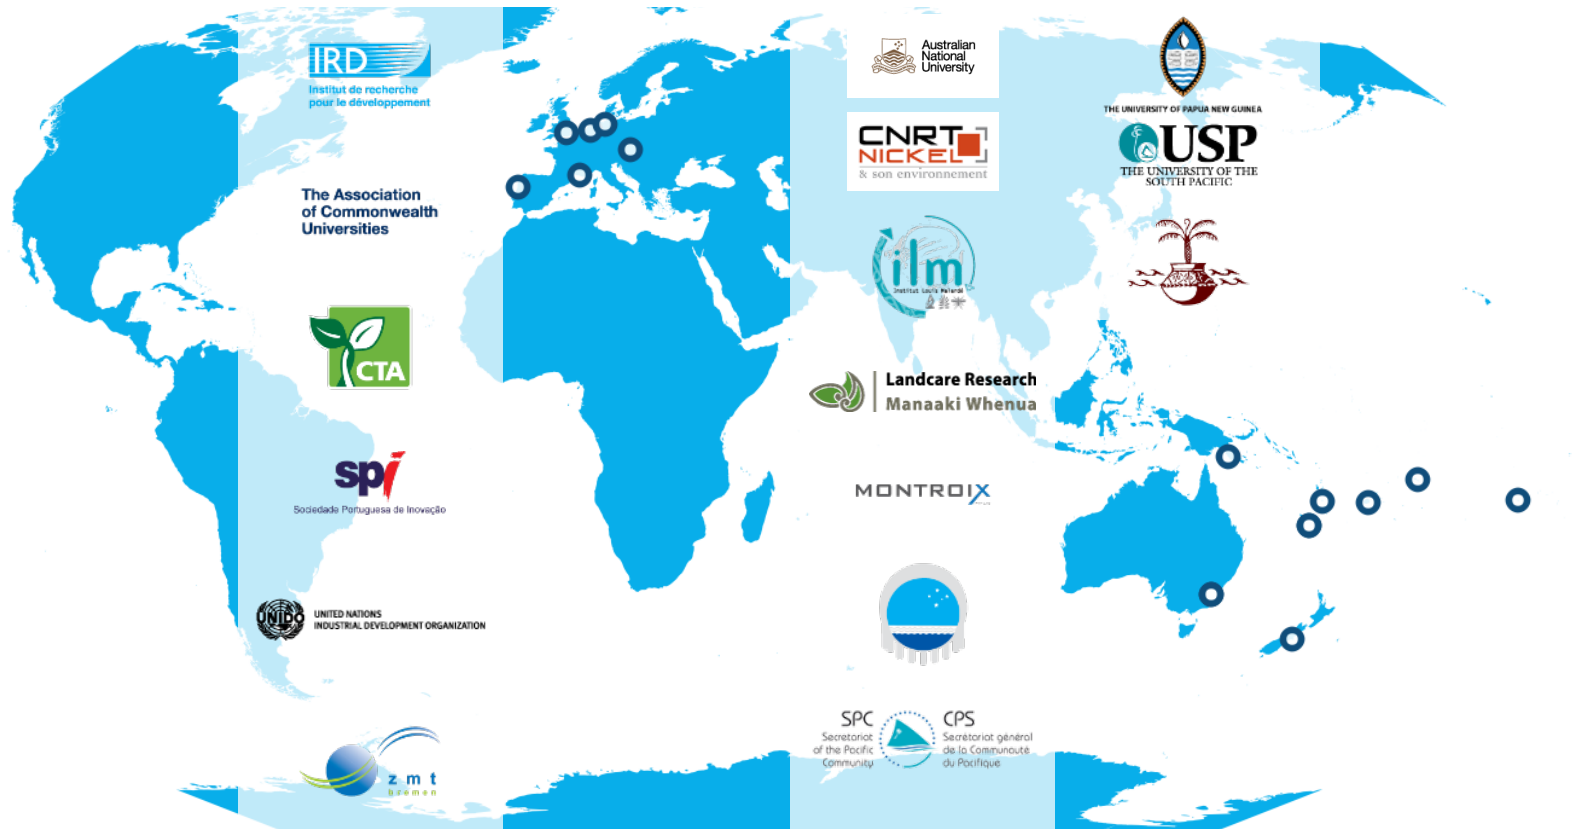 IRD
Institut de recherche
pour le développement
The Association
of Commonwealth
Universities
CTA
spi
Sociedade Portuguesa de Inovação
UNIDO
UNITED NATIONS
INDUSTRIAL DEVELOPMENT ORGANIZATION
zmt
bremen
Australian
National
University
CNRT
NICKEL
& son environnement
ilm
Institut Louis Malardé
Landcare Research
Manaaki Whenua
MONTROIX
SPC
Secretariat
of the Pacific
Community
CPS
Secrétariat général
de la Communauté
du Pacifique
THE UNIVERSITY OF PAPUA NEW GUINEA
USP
THE UNIVERSITY OF THE
SOUTH PACIFIC